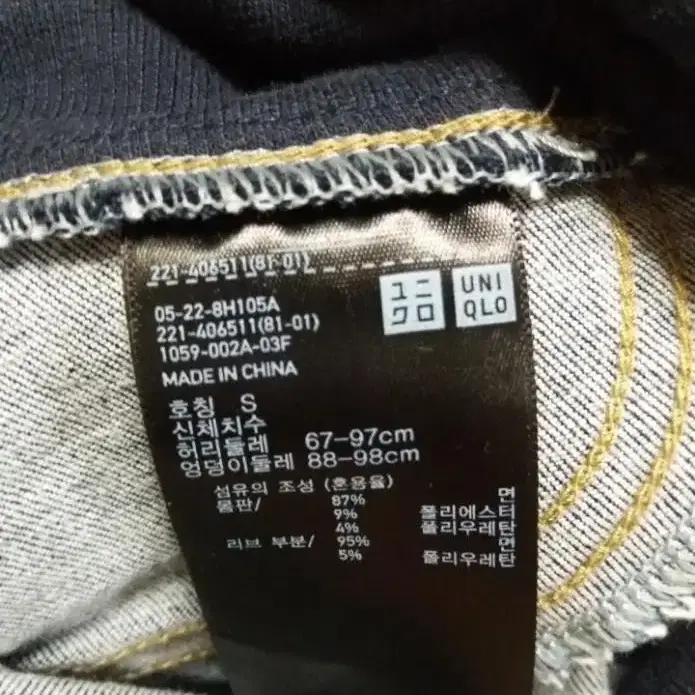 221-406511(81-01)
ユニ
クロ
UNI
QLO
05-22-8H105A
221-406511(81-01)
1059-002A-03F
MADE IN CHINA
호칭 S
신체치수
허리둘레 67-97cm
엉덩이둘레 88-98cm
섬유의 조성 (혼용율)
몸판/ 87% 면
9% 폴리에스터
4% 폴리우레탄
리브 부분/ 95% 면
5% 폴리우레탄